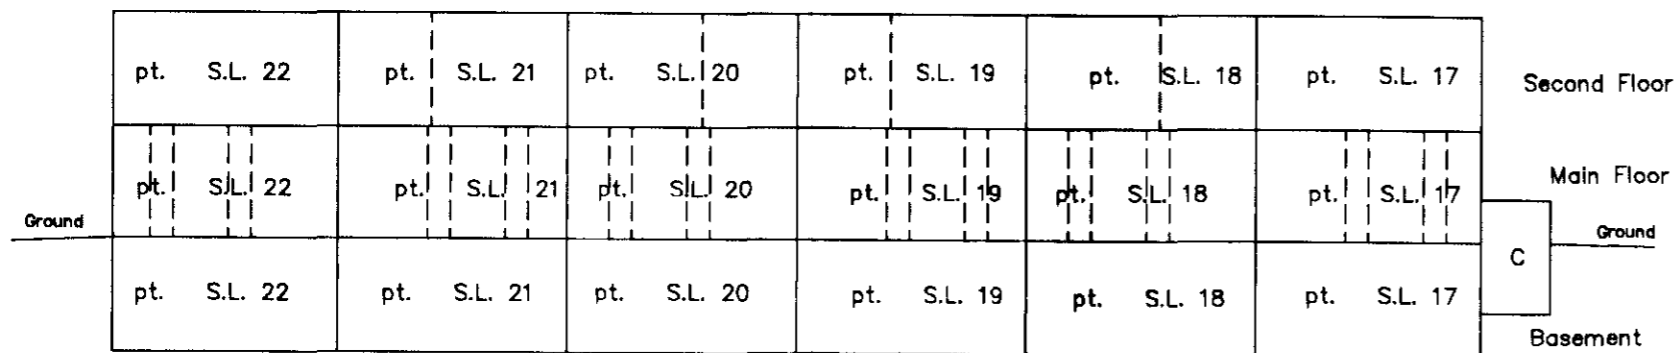 pt. S.L. 22 pt. S.L. 21 pt. S.L. 20 pt. S.L. 19 pt. S.L. 18 pt. S.L. 17 Second Floor
pt. S.L. 22 pt. S.L. 21 pt. S.L. 20 pt. S.L. 19 pt. S.L. 18 pt. S.L. 17 Main Floor
Ground Ground
pt. S.L. 22 pt. S.L. 21 pt. S.L. 20 pt. S.L. 19 pt. S.L. 18 pt. S.L. 17 C
Basement